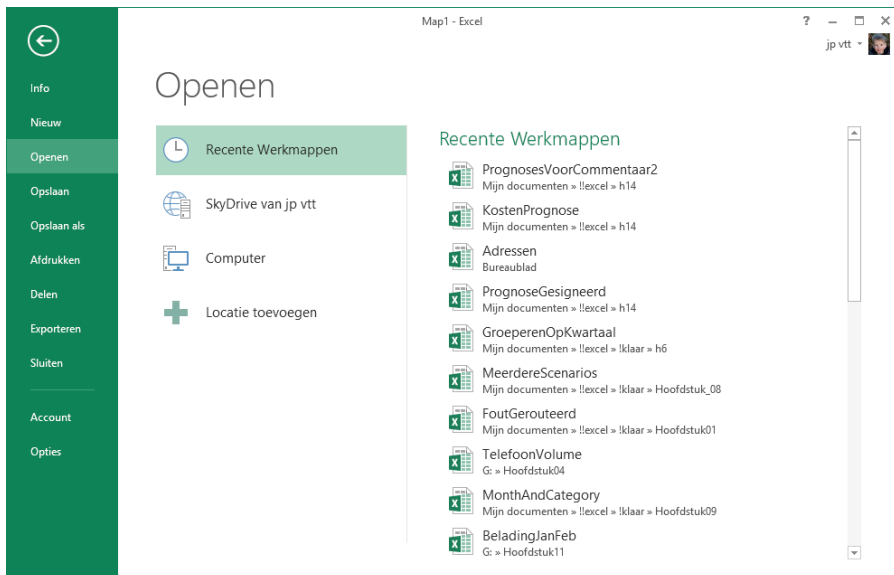 Map1 - Excel
?
jp vtt
Info
Nieuw
Openen
Opslaan
Opslaan als
Afdrukken
Delen
Exporteren
Sluiten
Account
Opties
Openen
Recente Werkmappen
SkyDrive van jp vtt
Computer
Locatie toevoegen
Recente Werkmappen
PrognosesVoorCommentaar2
Mijn documenten » !!excel » h14
KostenPrognose
Mijn documenten » !!excel » h14
Adressen
Bureaublad
PrognoseGesigneerd
Mijn documenten » !!excel » h14
GroeperenOpKwartaal
Mijn documenten » !!excel » !klaar » h6
MeerdereScenarios
Mijn documenten » !!excel » !klaar » Hoofdstuk_08
FoutGerouteerd
Mijn documenten » !!excel » !klaar » Hoofdstuk01
TelefoonVolume
G: » Hoofdstuk04
MonthAndCategory
Mijn documenten » !!excel » !klaar » Hoofdstuk09
BeladingJanFeb
G: » Hoofdstuk11